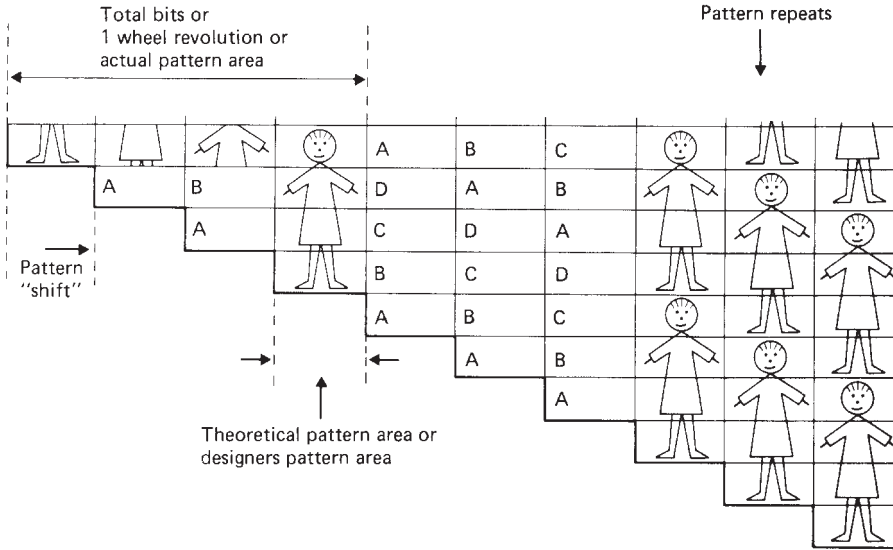 Total bits or
1 wheel revolution or
actual pattern area
Pattern repeats
A B C
A B D A B
A C D A
B C D
Pattern
"shift"
A B C
A B
A
Theoretical pattern area or
designers pattern area